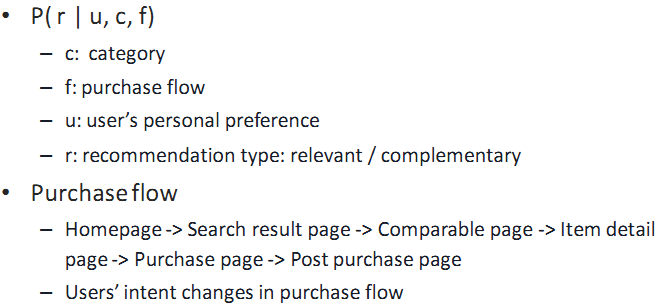 • P( r | u, c, f)
– c: category
– f: purchase flow
– u: user's personal preference
– r: recommendation type: relevant / complementary
• Purchase flow
– Homepage -> Search result page -> Comparable page -> Item detail
page -> Purchase page -> Post purchase page
– Users' intent changes in purchase flow